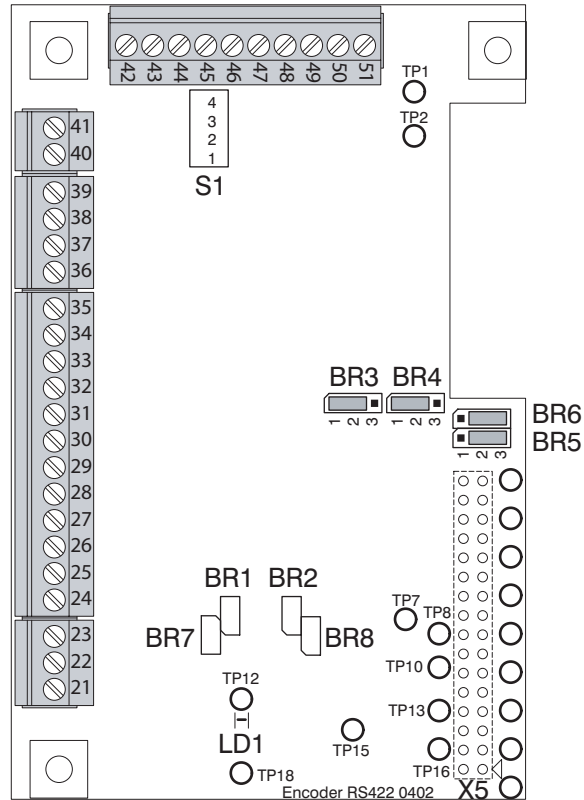 42 43 44 45 46 47 48 49 50 51
TP1
TP2
4
3
2
1
S1
41
40
39
38
37
36
35
34
33
32
31
30
29
28
27
26
25
24
23
22
21
BR3 BR4
1 2 3 1 2 3
BR6
BR5
1 2 3
BR1 BR2
BR7 BR8
TP7
TP8
TP10
TP12
TP13
LD1
TP15
TP16
TP18
Encoder RS422 0402
X5